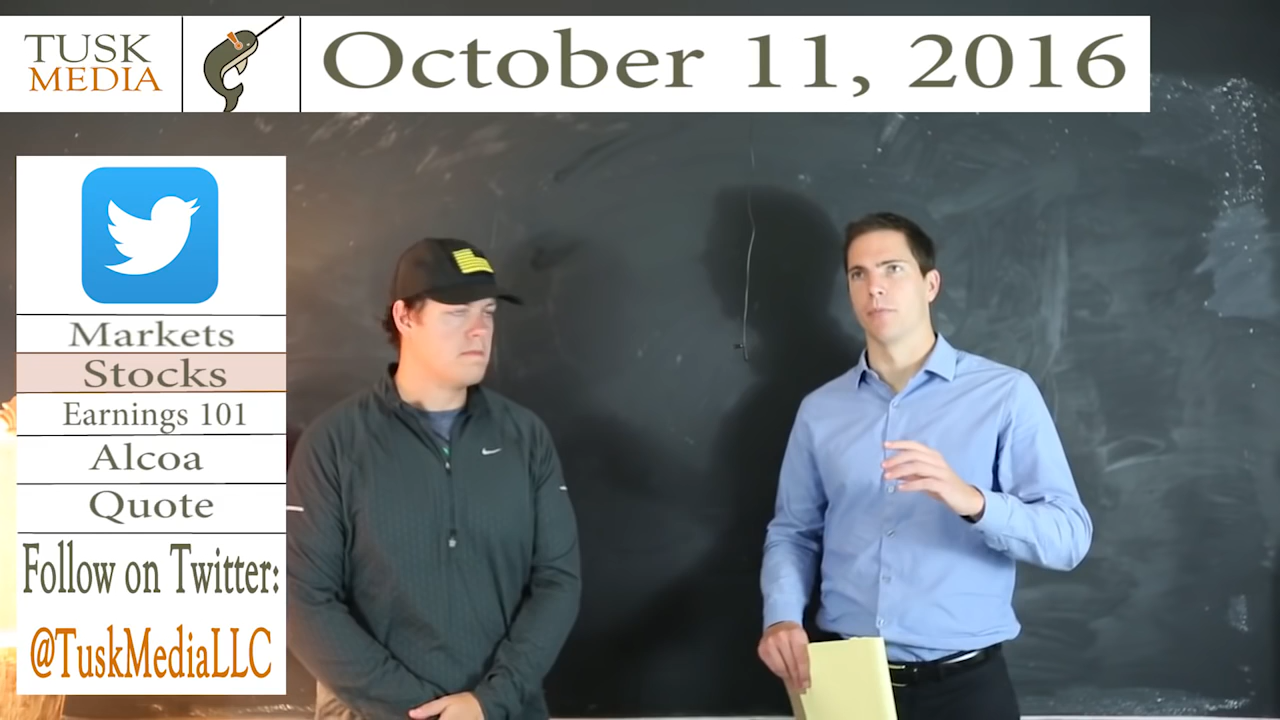 TUSK
MEDIA
October 11, 2016
Markets
Stocks
Earnings 101
Alcoa
Quote
Follow on Twitter:
@TuskMediaLLC